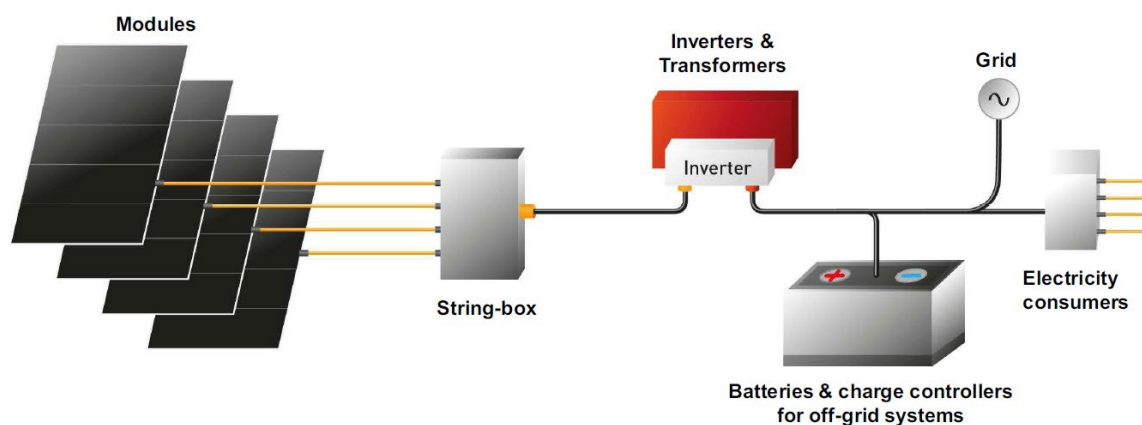 Modules
Inverters &
Transformers
Grid
Inverter
String-box
Electricity
consumers
Batteries & charge controllers
for off-grid systems